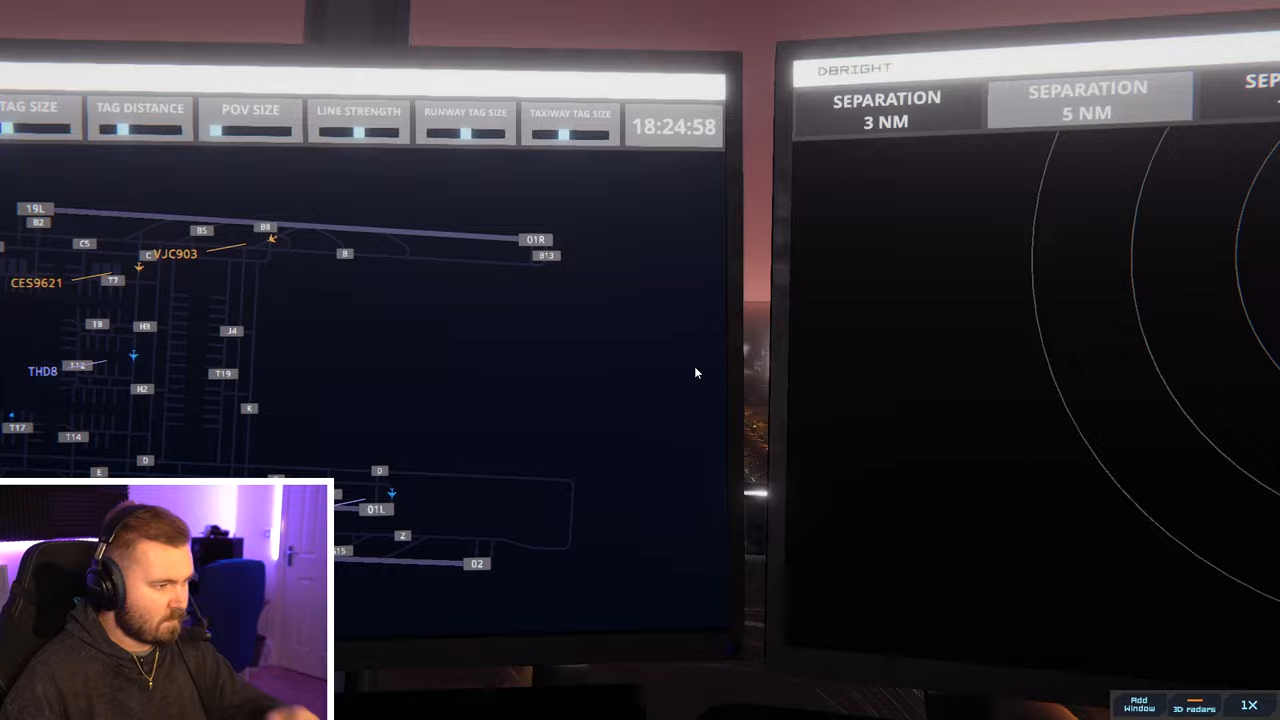 TAG SIZE
TAG DISTANCE
POV SIZE
LINE STRENGTH
RUNWAY TAG SIZE
TAXIWAY TAG SIZE
18:24:58
DBRIGHT
SEPARATION
3 NM
SEPARATION
5 NM
SEP
19L
B2
B5
B8
01R
C5
C
VJC903
B
B13
CES9621
T7
T8
H3
J4
THD8
T12
T19
H2
K
T17
T14
D
E
D
01L
Z
02
Add
Window
3D radars
1X